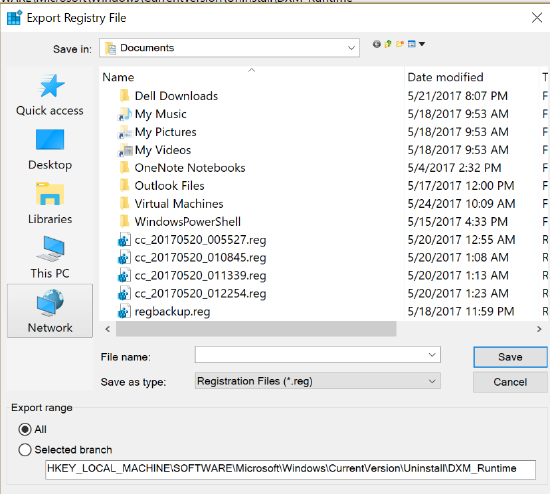 WARE\Microsoft\Windows\CurrentVersion\Uninstall\DXM_Runtime
Export Registry File
Save in: Documents
Quick access
Desktop
Libraries
This PC
Network
Name Date modified T
Dell Downloads 5/21/2017 8:07 PM F
My Music 5/18/2017 9:53 AM F
My Pictures 5/18/2017 9:53 AM F
My Videos 5/18/2017 9:53 AM F
OneNote Notebooks 5/4/2017 2:32 PM F
Outlook Files 5/17/2017 12:00 PM F
Virtual Machines 5/24/2017 10:09 AM F
WindowsPowerShell 5/15/2017 4:33 PM F
cc_20170520_005527.reg 5/20/2017 12:55 AM R
cc_20170520_010845.reg 5/20/2017 1:08 AM R
cc_20170520_011339.reg 5/20/2017 1:13 AM R
cc_20170520_012254.reg 5/20/2017 1:23 AM R
regbackup.reg 5/18/2017 11:59 PM R
File name: Save
Save as type: Registration Files (*.reg) Cancel
Export range
All
Selected branch
HKEY_LOCAL_MACHINE\SOFTWARE\Microsoft\Windows\CurrentVersion\Uninstall\DXM_Runtime